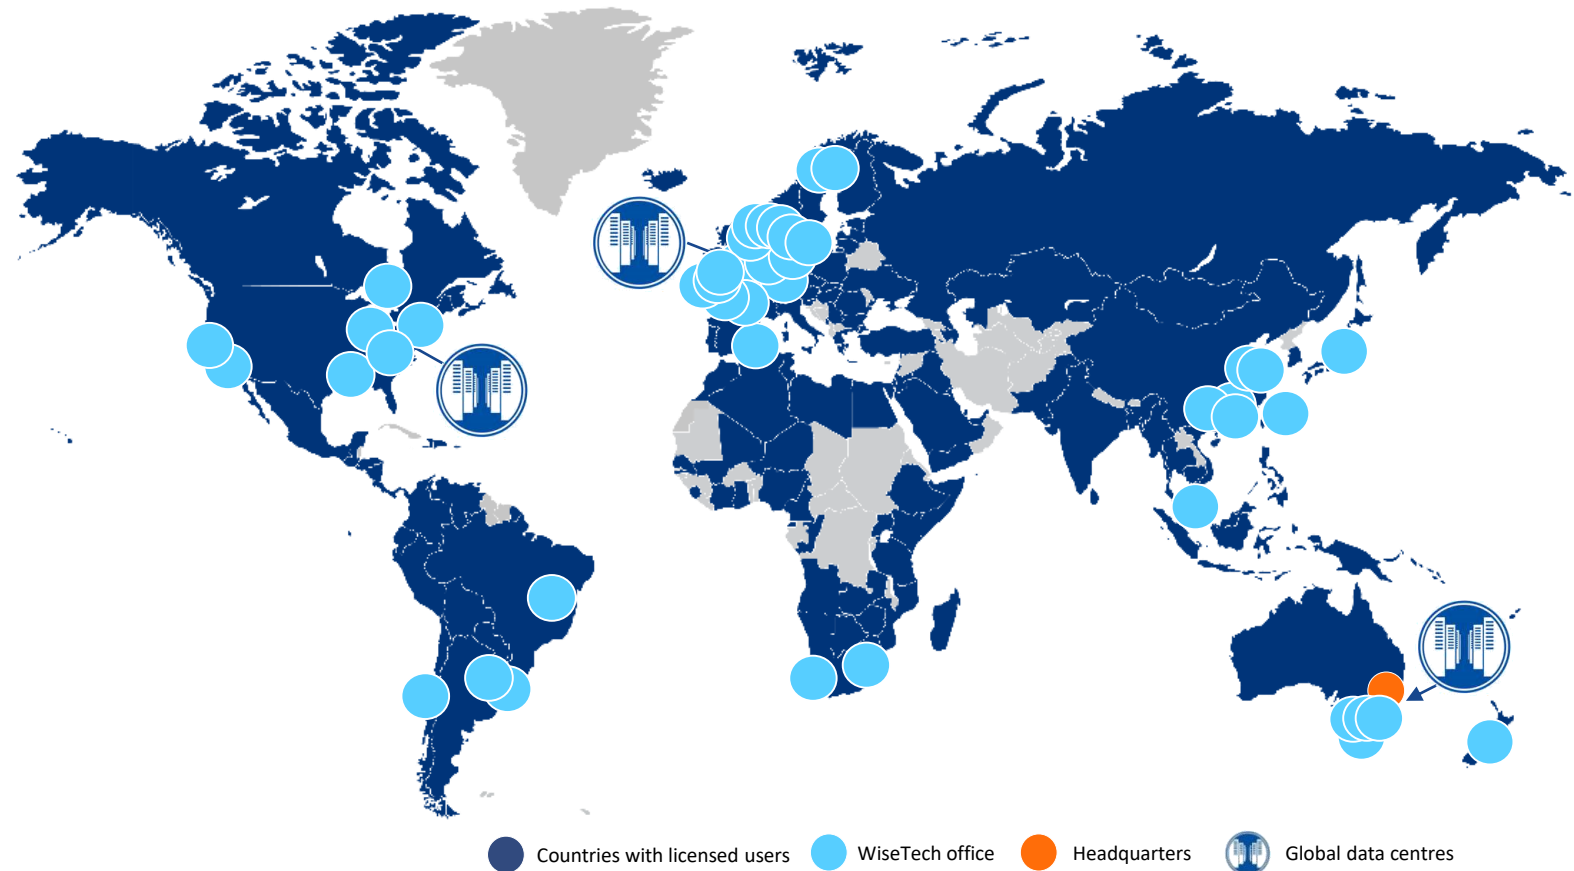 Countries with licensed users
WiseTech office
Headquarters
Global data centres